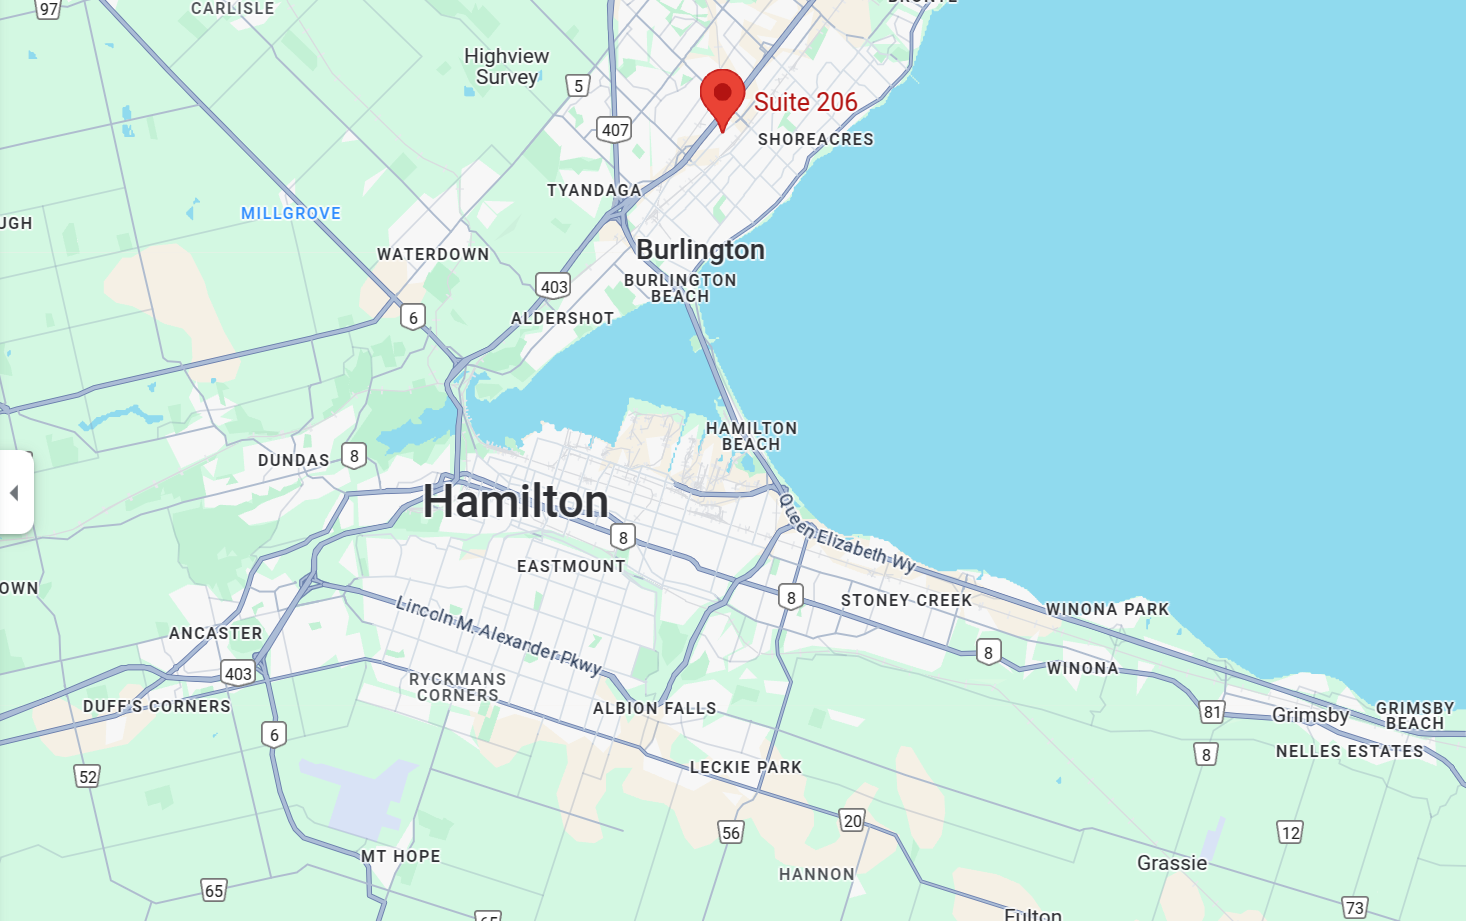 97
CARLISLE
Highview
Survey
5
Suite 206
407
SHOREACRES
TYANDAGA
MILLGROVE
UGH
WATERDOWN
Burlington
BURLINGTON
BEACH
403
6
ALDERSHOT
HAMILTON
BEACH
DUNDAS
8
Hamilton
Queen Elizabeth Wy
8
EASTMOUNT
OWN
8
STONEY CREEK
WINONA PARK
Lincoln M. Alexander Pkwy
ANCASTER
8
WINONA
403
RYCKMANS
CORNERS
DUFF'S CORNERS
ALBION FALLS
81
Grimsby
GRIMSBY
BEACH
6
8
NELLES ESTATES
52
LECKIE PARK
20
56
12
MT HOPE
Grassie
HANNON
65
73
Fulton